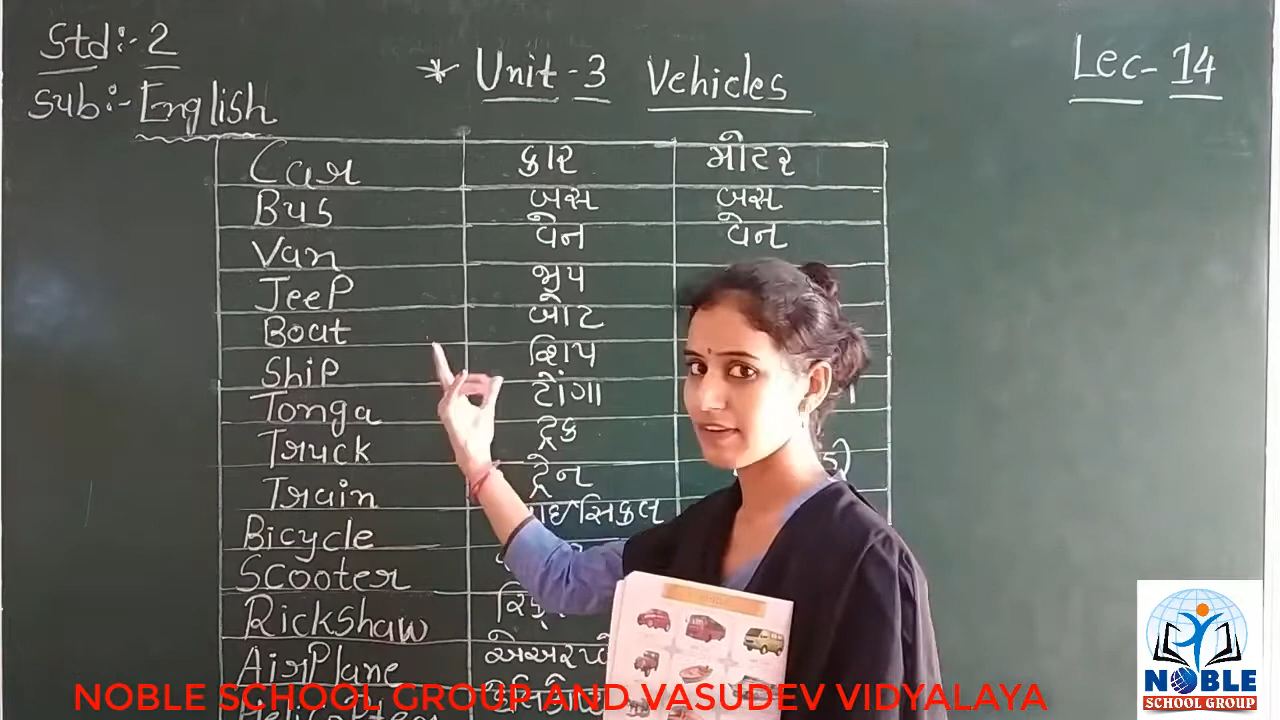 Std:- 2
* Unit - 3 Vehicles
Lec- 14
Sub:- English
Car કાર મોટર
Bus બસ બસ
Van વેન વેન
JeeP જીપ
Boat બોટ
ShiP શિપ
Tonga ટોંગા
Truck ટ્રક
Train ટ્રેન
Bicycle
Scooter
Rickshaw
AirPlane
NOBLE SCHOOL GROUP AND VASUDEV VIDYALAYA
NOBLE
SCHOOL GROUP